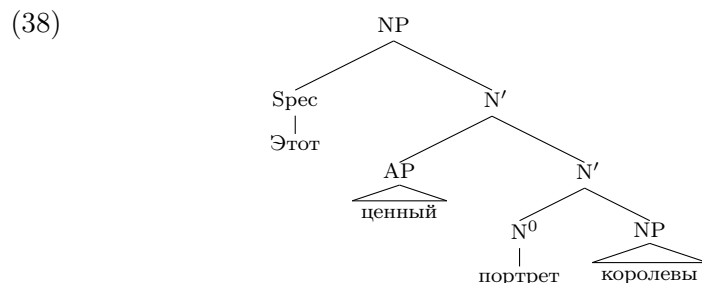 (38)
NP
Spec N′
Этот
AP N′
ценный
N⁰ NP
портрет королевы